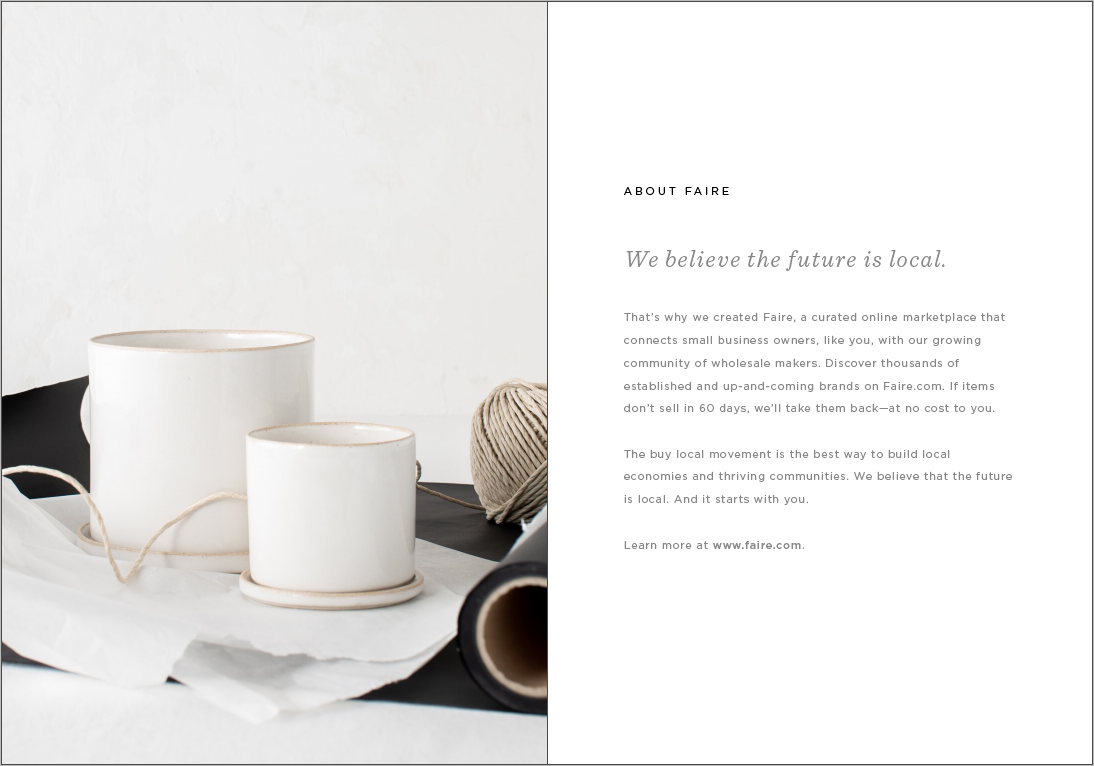 ABOUT FAIRE
We believe the future is local.
That's why we created Faire, a curated online marketplace that
connects small business owners, like you, with our growing
community of wholesale makers. Discover thousands of
established and up-and-coming brands on Faire.com. If items
don't sell in 60 days, we'll take them back—at no cost to you.
The buy local movement is the best way to build local
economies and thriving communities. We believe that the future
is local. And it starts with you.
Learn more at www.faire.com.